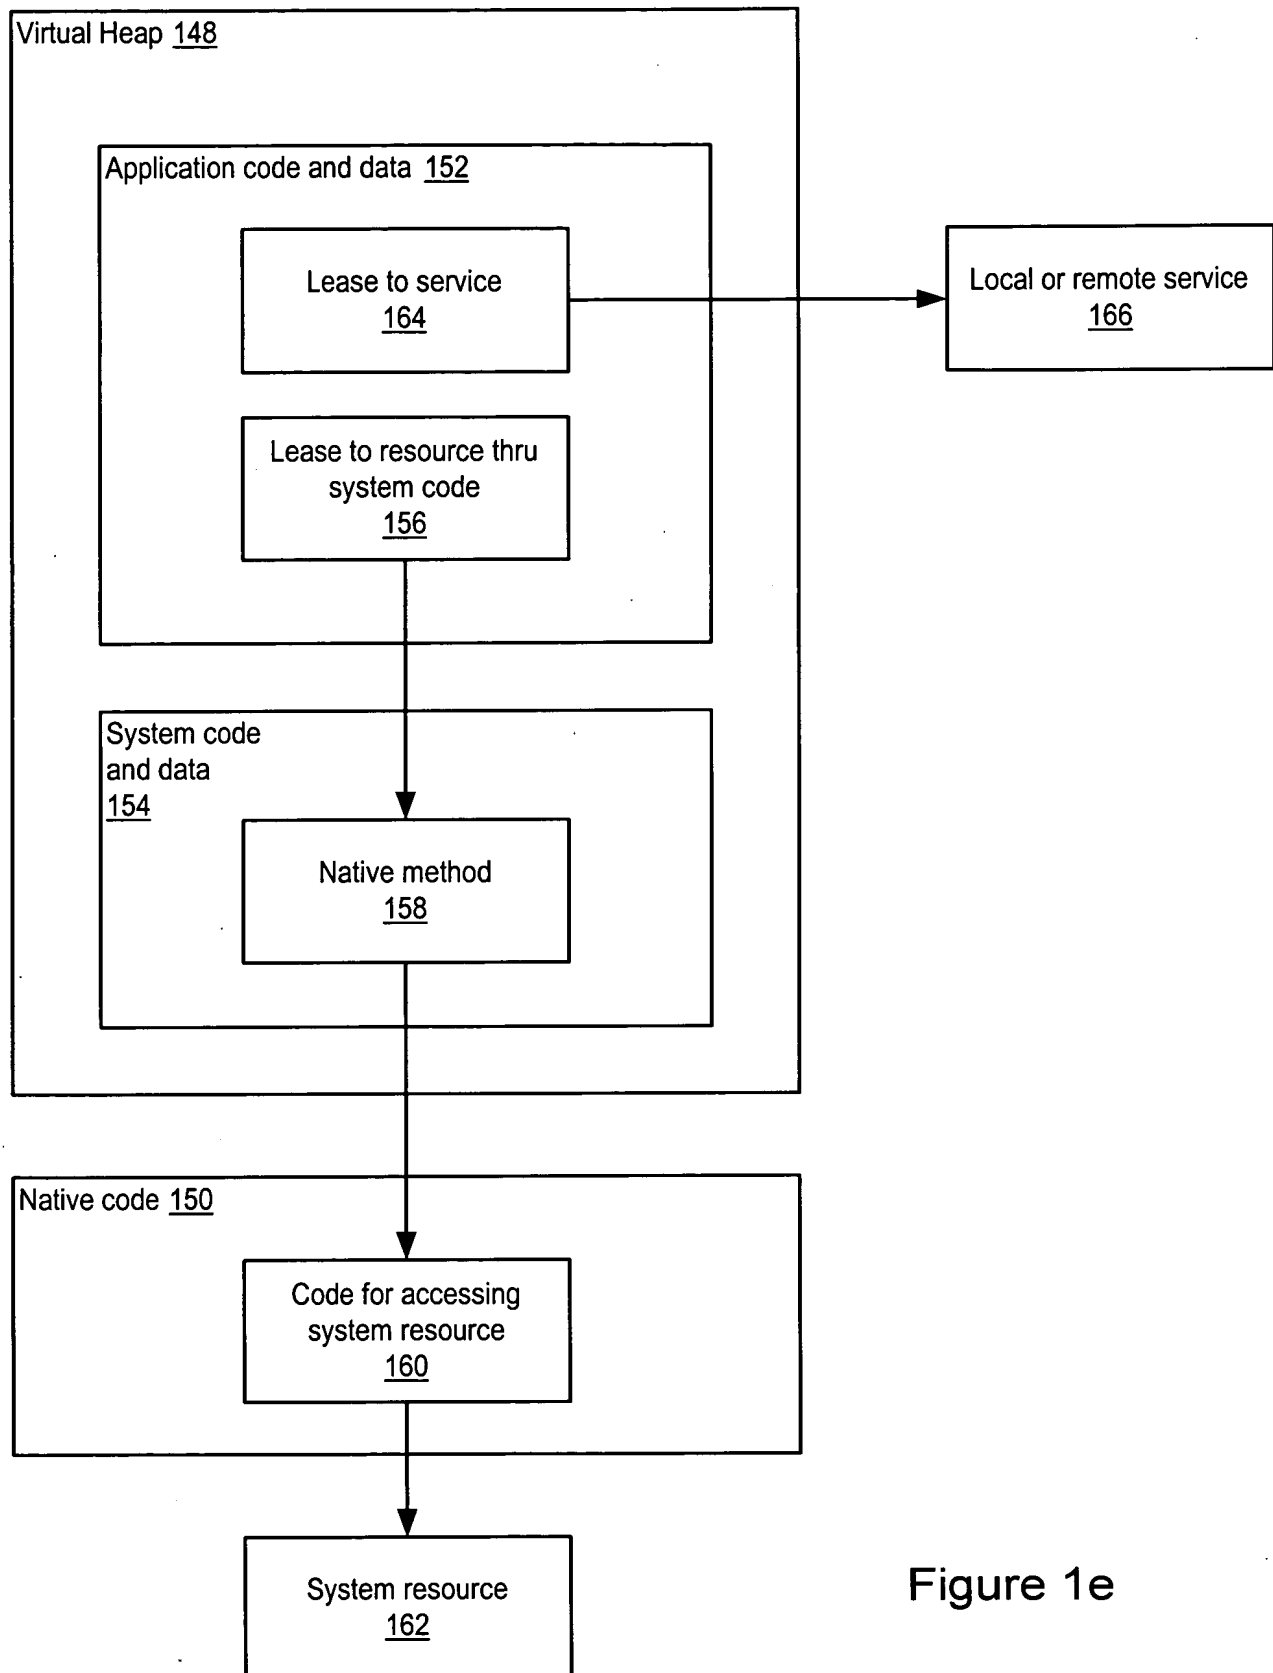 Virtual Heap 148
Application code and data 152
Lease to service
164
Local or remote service
166
Lease to resource thru
system code
156
System code
and data
154
Native method
158
Native code 150
Code for accessing
system resource
160
System resource
162
Figure 1e